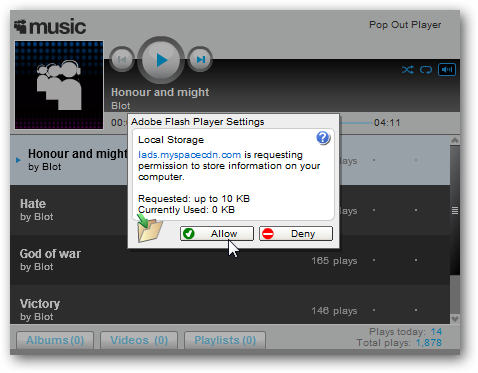 music
Pop Out Player
Honour and might
Blot
00:
04:11
Adobe Flash Player Settings
Local Storage
?
lads.myspacecdn.com is requesting
permission to store information on your
computer.
Requested: up to 10 KB
Currently Used: 0 KB
Allow
Deny
Honour and might
by Blot
plays
Hate
by Blot
plays
God of war
by Blot
165 plays
Victory
by Blot
146 plays
Albums (0)
Videos (0)
Playlists (0)
Plays today: 14
Total plays: 1,878